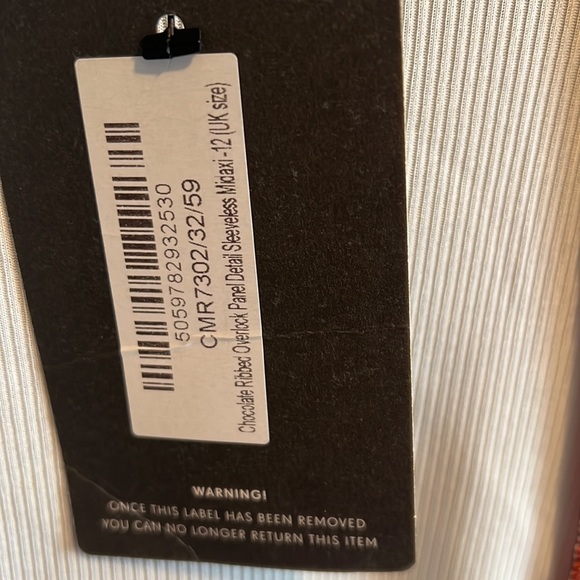 5059782932530
CMR7302/32/59
Chocolate Ribbed Overlock Panel Detail Sleeveless Midaxi -12 (UK size)
WARNING!
ONCE THIS LABEL HAS BEEN REMOVED
YOU CAN NO LONGER RETURN THIS ITEM